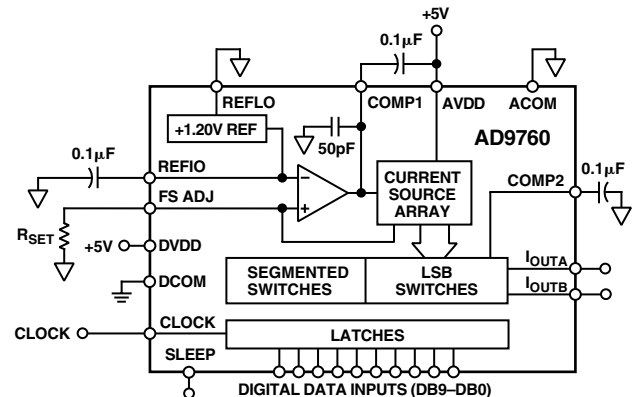 +5V
0.1µF
REFLO
COMP1
AVDD
ACOM
+1.20V REF
50pF
AD9760
0.1µF
REFIO
–
CURRENT
SOURCE
ARRAY
COMP2
0.1µF
FS ADJ
+
RSET
+5V
DVDD
DCOM
SEGMENTED
SWITCHES
LSB
SWITCHES
IOUTA
IOUTB
CLOCK
CLOCK
LATCHES
SLEEP
DIGITAL DATA INPUTS (DB9–DB0)